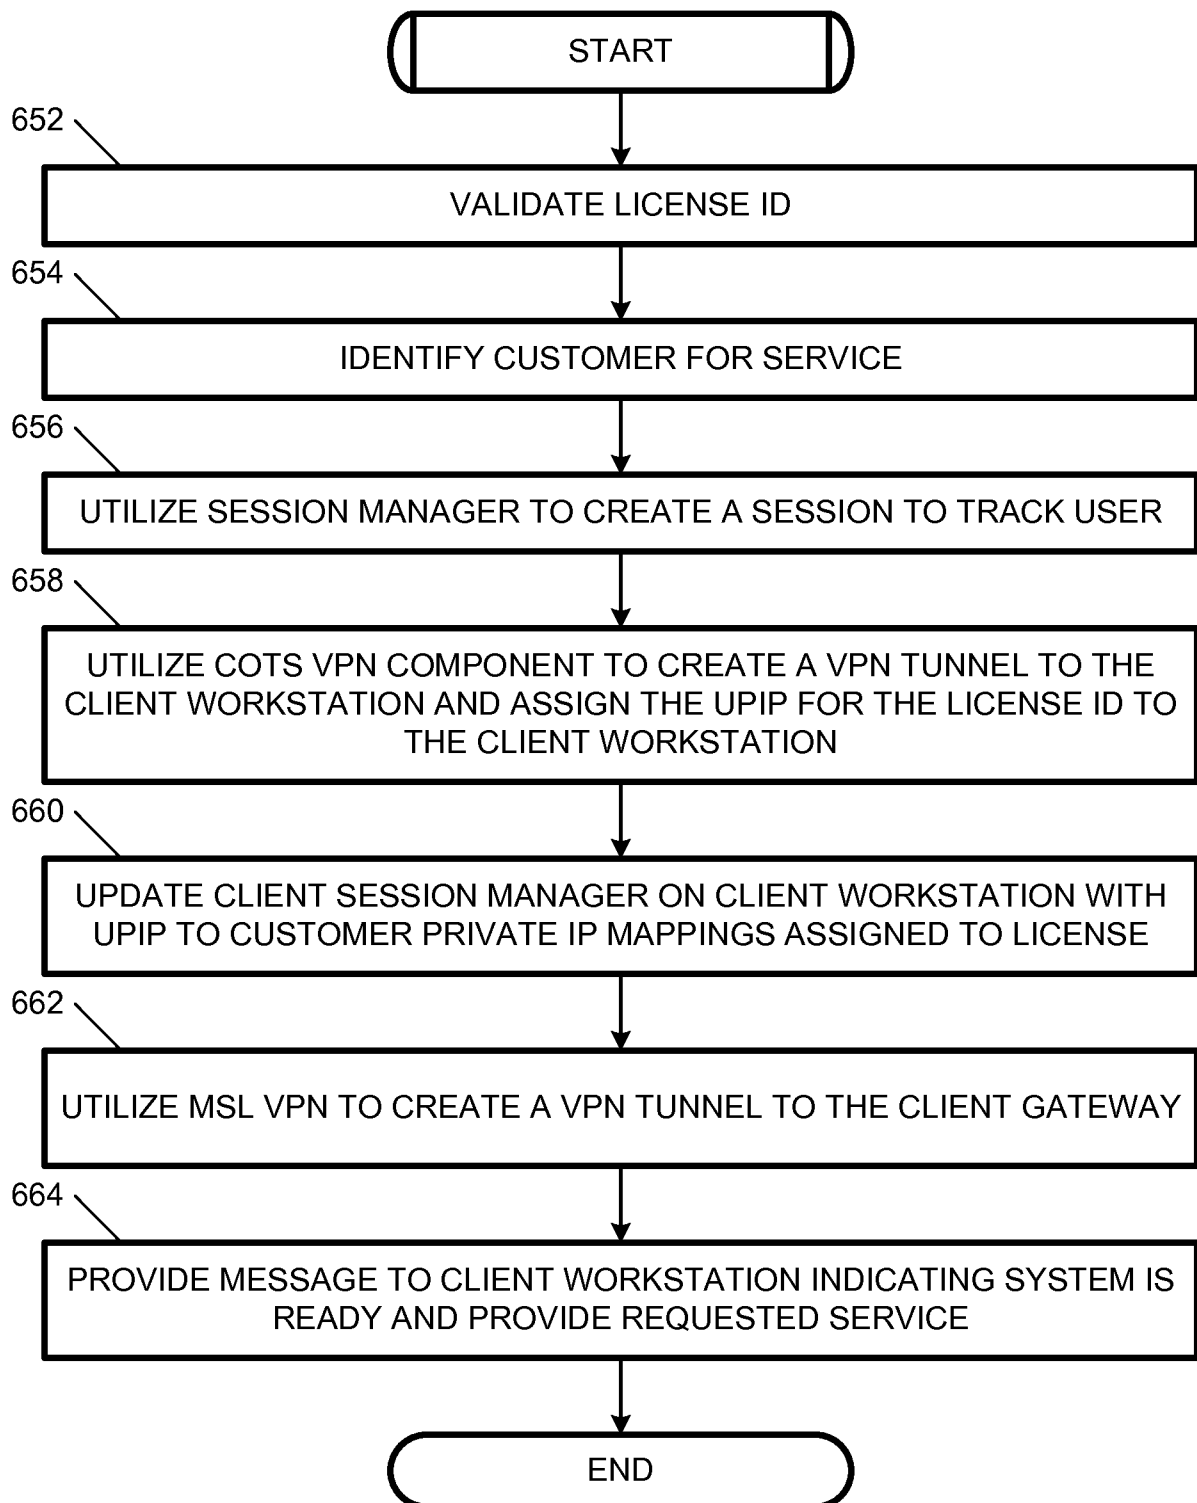 START
652
VALIDATE LICENSE ID
654
IDENTIFY CUSTOMER FOR SERVICE
656
UTILIZE SESSION MANAGER TO CREATE A SESSION TO TRACK USER
658
UTILIZE COTS VPN COMPONENT TO CREATE A VPN TUNNEL TO THE
CLIENT WORKSTATION AND ASSIGN THE UPIP FOR THE LICENSE ID TO
THE CLIENT WORKSTATION
660
UPDATE CLIENT SESSION MANAGER ON CLIENT WORKSTATION WITH
UPIP TO CUSTOMER PRIVATE IP MAPPINGS ASSIGNED TO LICENSE
662
UTILIZE MSL VPN TO CREATE A VPN TUNNEL TO THE CLIENT GATEWAY
664
PROVIDE MESSAGE TO CLIENT WORKSTATION INDICATING SYSTEM IS
READY AND PROVIDE REQUESTED SERVICE
END